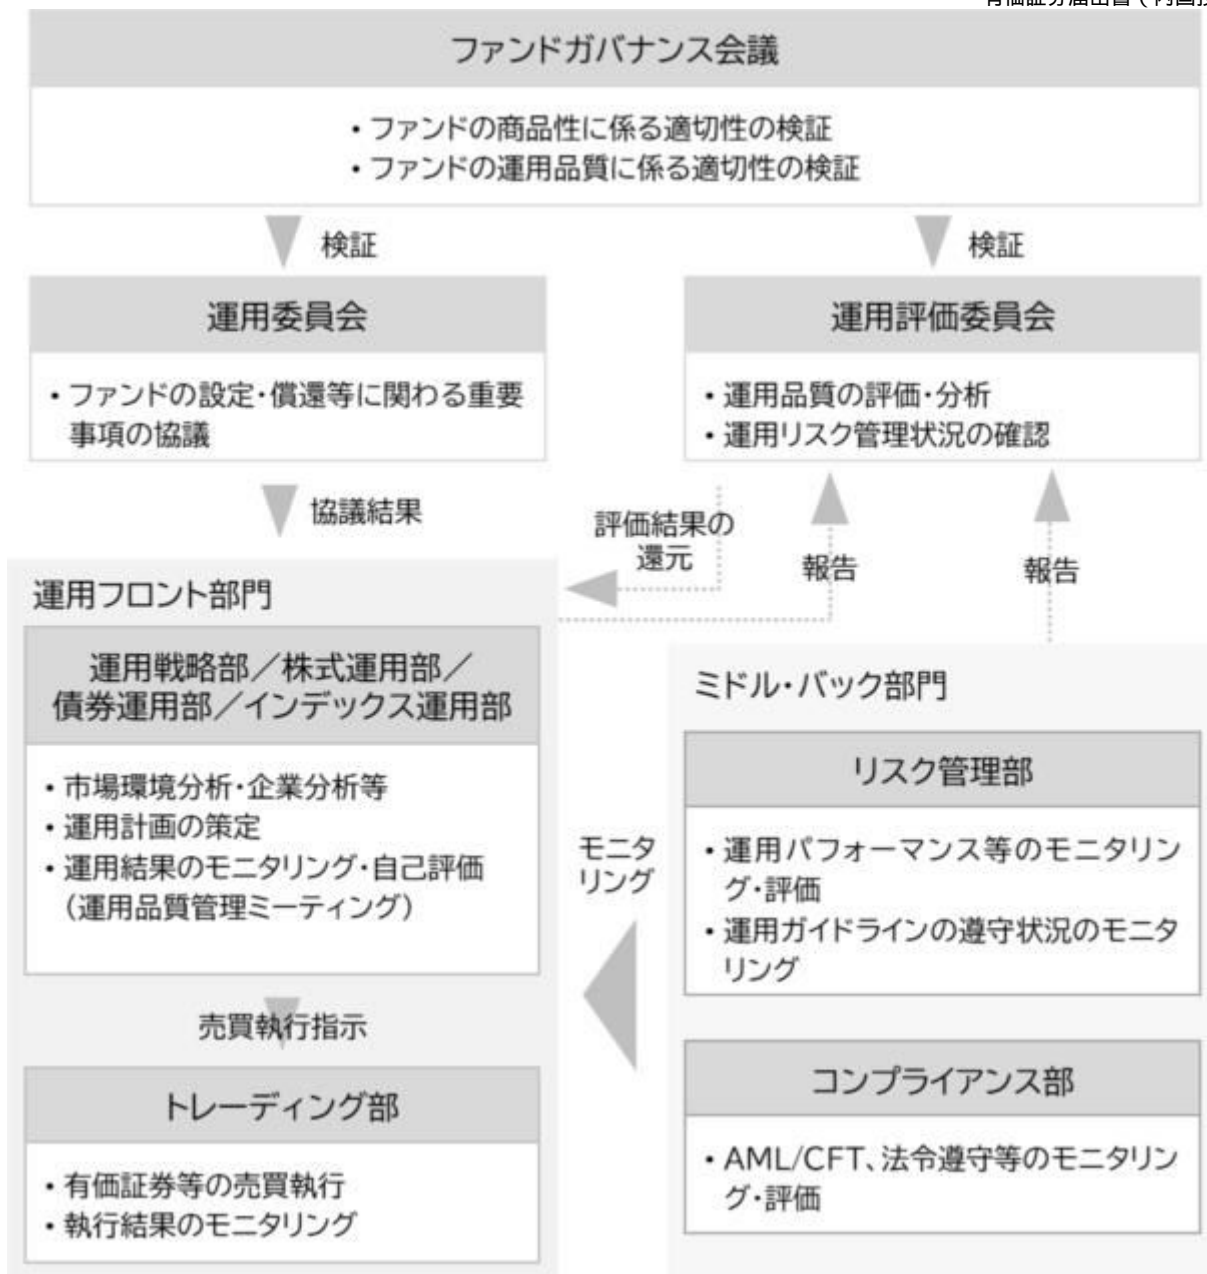 有価証券届出書（内国投
ファンドガバナンス会議
・ファンドの商品性に係る適切性の検証
・ファンドの運用品質に係る適切性の検証
検証
検証
運用委員会
・ファンドの設定・償還等に関わる重要
事項の協議
運用評価委員会
・運用品質の評価・分析
・運用リスク管理状況の確認
協議結果
評価結果の
還元
報告
報告
運用フロント部門
運用戦略部／株式運用部／
債券運用部／インデックス運用部
・市場環境分析・企業分析等
・運用計画の策定
・運用結果のモニタリング・自己評価
（運用品質管理ミーティング）
売買執行指示
トレーディング部
・有価証券等の売買執行
・執行結果のモニタリング
モニタ
リング
ミドル・バック部門
リスク管理部
・運用パフォーマンス等のモニタリン
グ・評価
・運用ガイドラインの遵守状況のモニタ
リング
コンプライアンス部
・AML/CFT、法令遵守等のモニタリン
グ・評価